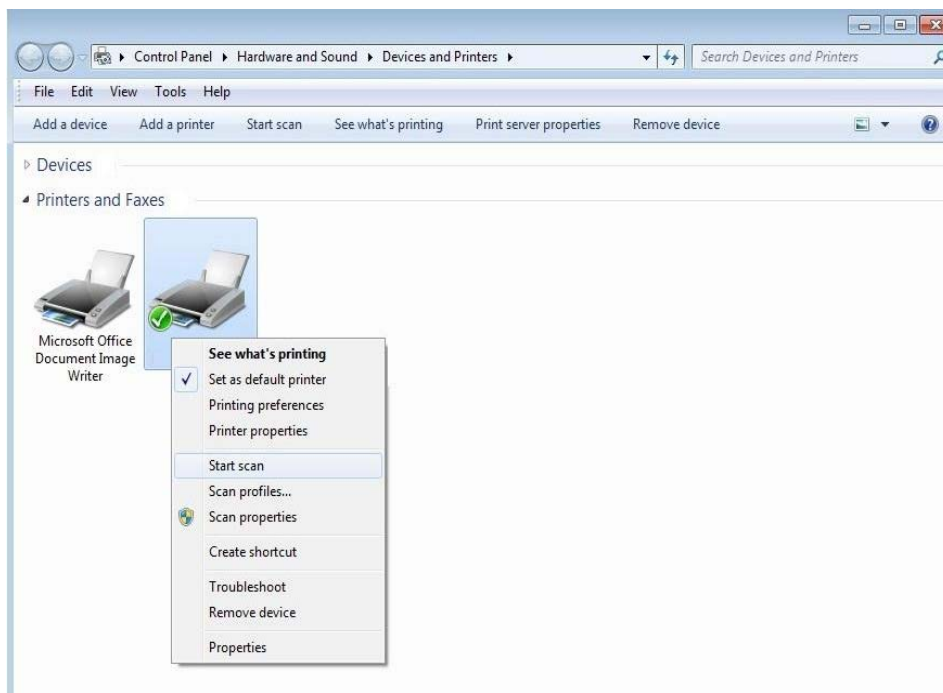 Control Panel Hardware and Sound Devices and Printers
Search Devices and Printers
File Edit View Tools Help
Add a device Add a printer Start scan See what's printing Print server properties Remove device
Devices
Printers and Faxes
Microsoft Office
Document Image
Writer
See what's printing
Set as default printer
Printing preferences
Printer properties
Start scan
Scan profiles...
Scan properties
Create shortcut
Troubleshoot
Remove device
Properties